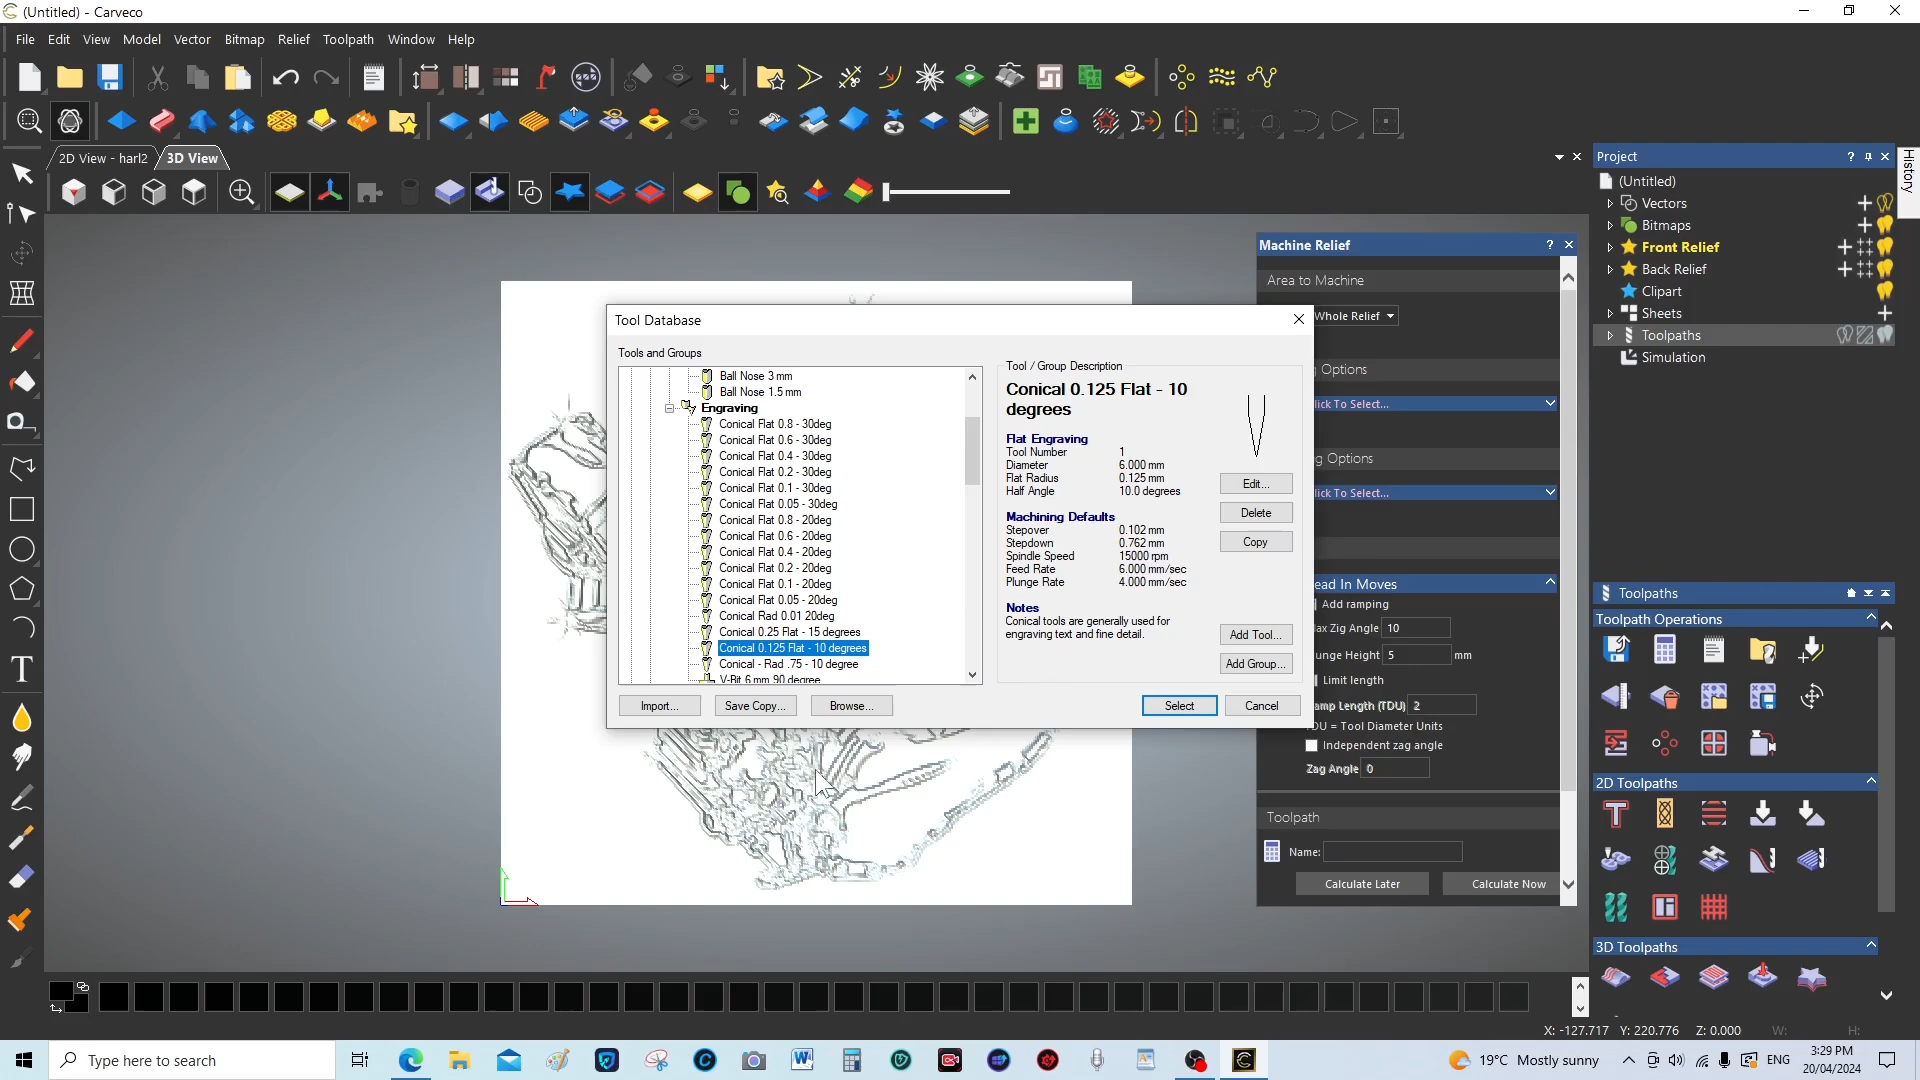 (Untitled) - Carveco
File Edit View Model Vector Bitmap Relief Toolpath Window Help
2D View - harl2 3D View
Project
History
(Untitled)
Vectors
Bitmaps
Front Relief
Back Relief
Clipart
Sheets
Toolpaths
Simulation
Machine Relief
Area to Machine
Whole Relief
g Options
lick To Select...
g Options
lick To Select...
ead In Moves
Add ramping
ax Zig Angle 10
unge Height 5 mm
Limit length
amp Length (TDU) 2
DU = Tool Diameter Units
Independent zag angle
Zag Angle 0
Toolpath
Name:
Calculate Later Calculate Now
Tool Database
Tools and Groups
Ball Nose 3 mm
Ball Nose 1.5 mm
Engraving
Conical Flat 0.8 - 30deg
Conical Flat 0.6 - 30deg
Conical Flat 0.4 - 30deg
Conical Flat 0.2 - 30deg
Conical Flat 0.1 - 30deg
Conical Flat 0.05 - 30deg
Conical Flat 0.8 - 20deg
Conical Flat 0.6 - 20deg
Conical Flat 0.4 - 20deg
Conical Flat 0.2 - 20deg
Conical Flat 0.1 - 20deg
Conical Flat 0.05 - 20deg
Conical Rad 0.01 20deg
Conical 0.25 Flat - 15 degrees
Conical 0.125 Flat - 10 degrees
Conical - Rad .75 - 10 degree
V-Bit 6 mm 90 degree
Import... Save Copy... Browse...
Tool / Group Description
Conical 0.125 Flat - 10
degrees
Flat Engraving
Tool Number 1
Diameter 6.000 mm
Flat Radius 0.125 mm
Half Angle 10.0 degrees
Machining Defaults
Stepover 0.102 mm
Stepdown 0.762 mm
Spindle Speed 15000 rpm
Feed Rate 6.000 mm/sec
Plunge Rate 4.000 mm/sec
Notes
Conical tools are generally used for
engraving text and fine detail.
Edit...
Delete
Copy
Add Tool...
Add Group...
Select Cancel
Toolpaths
Toolpath Operations
2D Toolpaths
3D Toolpaths
X: -127.717 Y: 220.776 Z: 0.000 W: H:
Type here to search
19°C Mostly sunny
ENG
3:29 PM
20/04/2024